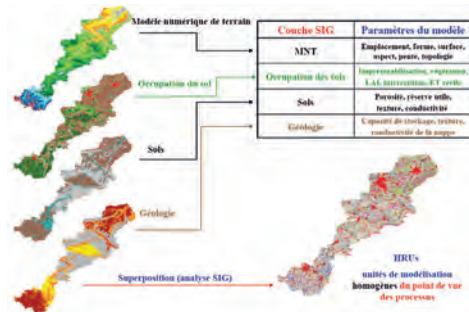 Modèle numérique de terrain
Occupation du sol
Sols
Géologie
Superposition (analyse SIG)
Couche SIG Paramètres du modèle
MNT Emplacement, forme, surface,
aspect, pente, topologie
Occupation des sols Imperméabilisation, végétation,
LAI, interception, ET réelle
Sols Porosité, réserve utile,
texture, conductivité
Géologie Capacité de stockage, texture,
conductivité de la nappe
HRUs
unités de modélisation
homogènes du point de vue
des processus